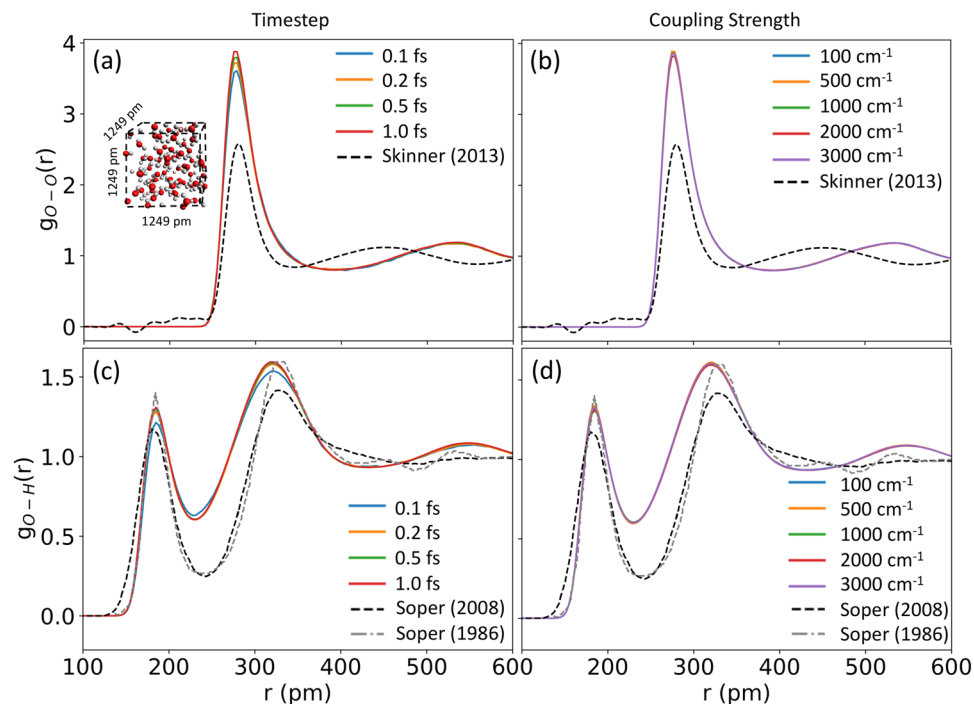 Timestep
Coupling Strength
(a)
0.1 fs
0.2 fs
0.5 fs
1.0 fs
Skinner (2013)
1249 pm
1249 pm
1249 pm
4
3
2
1
0
gO−O(r)
(b)
100 cm-1
500 cm-1
1000 cm-1
2000 cm-1
3000 cm-1
Skinner (2013)
(c)
0.1 fs
0.2 fs
0.5 fs
1.0 fs
Soper (2008)
Soper (1986)
1.5
1.0
0.5
0.0
gO−H(r)
100
200
300
400
500
600
r (pm)
(d)
100 cm-1
500 cm-1
1000 cm-1
2000 cm-1
3000 cm-1
Soper (2008)
Soper (1986)
00
200
300
400
500
600
r (pm)